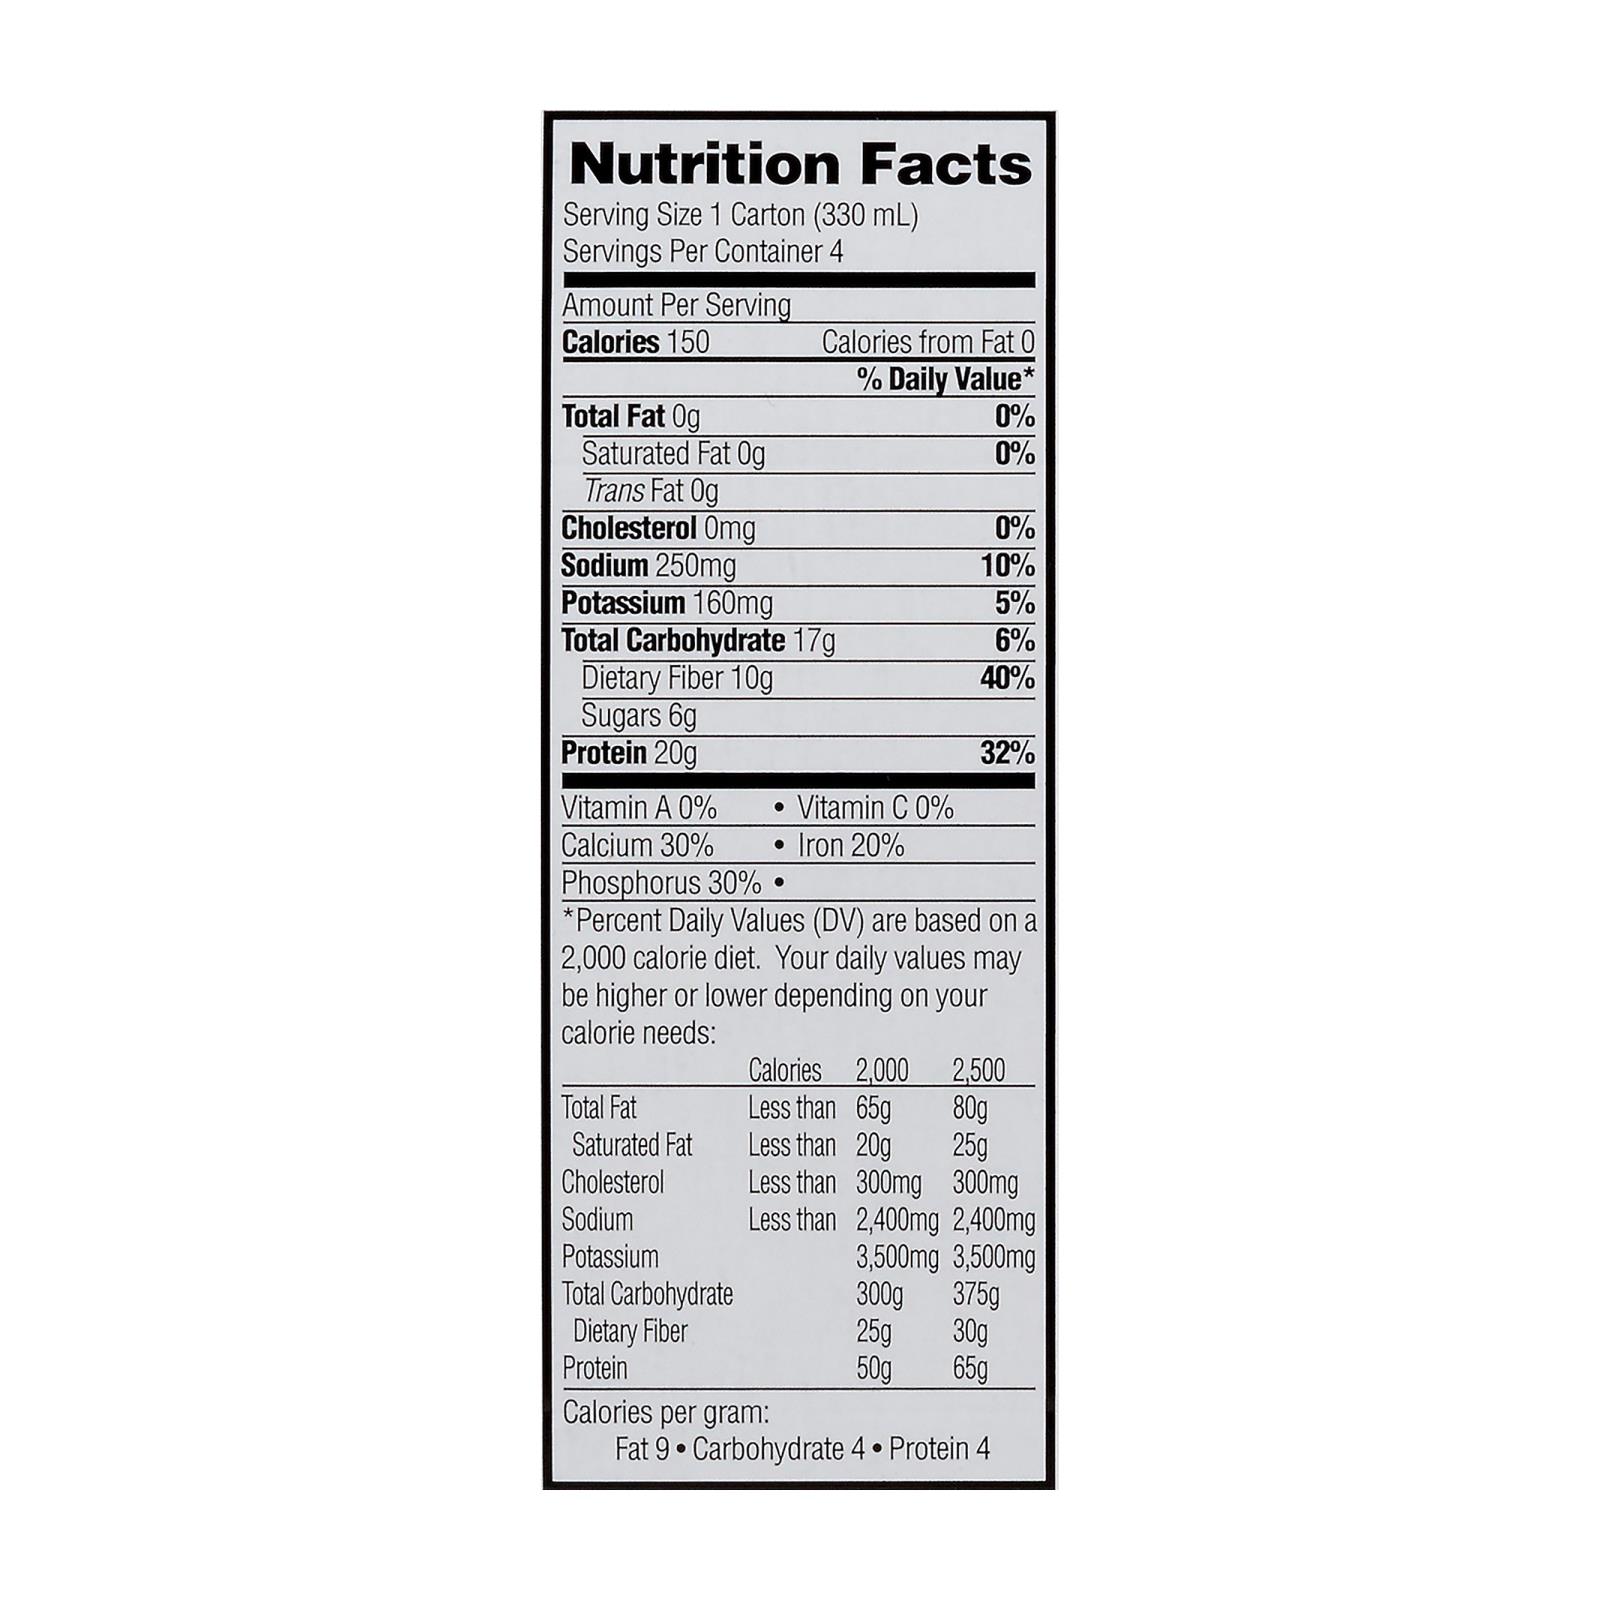 Nutrition Facts
Serving Size 1 Carton (330 mL)
Servings Per Container 4
Amount Per Serving
Calories 150 Calories from Fat 0
% Daily Value*
Total Fat 0g 0%
Saturated Fat 0g 0%
Trans Fat 0g
Cholesterol 0mg 0%
Sodium 250mg 10%
Potassium 160mg 5%
Total Carbohydrate 17g 6%
Dietary Fiber 10g 40%
Sugars 6g
Protein 20g 32%
Vitamin A 0% • Vitamin C 0%
Calcium 30% • Iron 20%
Phosphorus 30% •
*Percent Daily Values (DV) are based on a
2,000 calorie diet. Your daily values may
be higher or lower depending on your
calorie needs:
Calories 2,000 2,500
Total Fat Less than 65g 80g
Saturated Fat Less than 20g 25g
Cholesterol Less than 300mg 300mg
Sodium Less than 2,400mg 2,400mg
Potassium 3,500mg 3,500mg
Total Carbohydrate 300g 375g
Dietary Fiber 25g 30g
Protein 50g 65g
Calories per gram:
Fat 9 • Carbohydrate 4 • Protein 4